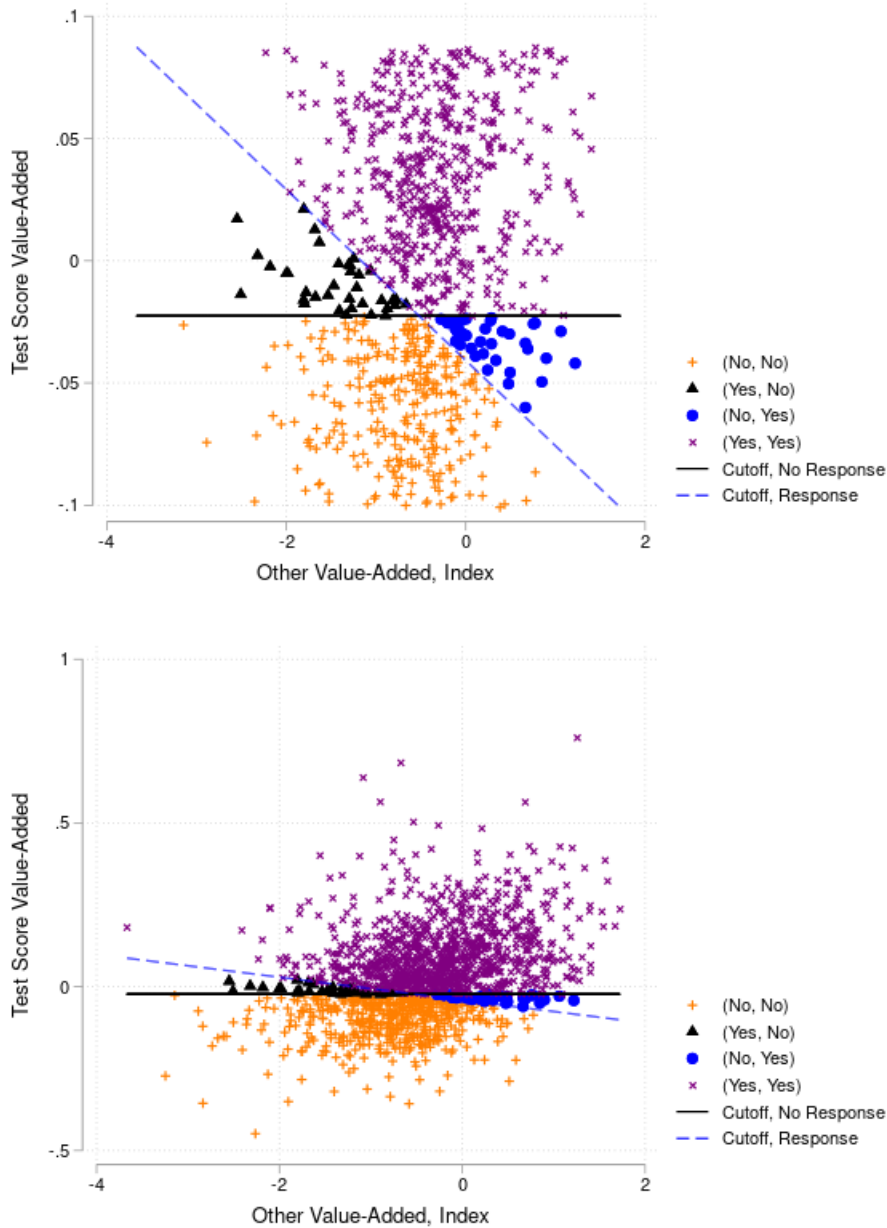 .1
.05
0
-.05
-.1
Test Score Value-Added
-4
-2
0
2
Other Value-Added, Index
(No, No)
(Yes, No)
(No, Yes)
(Yes, Yes)
Cutoff, No Response
Cutoff, Response
1
.5
0
-.5
Test Score Value-Added
-4
-2
0
2
Other Value-Added, Index
(No, No)
(Yes, No)
(No, Yes)
(Yes, Yes)
Cutoff, No Response
Cutoff, Response